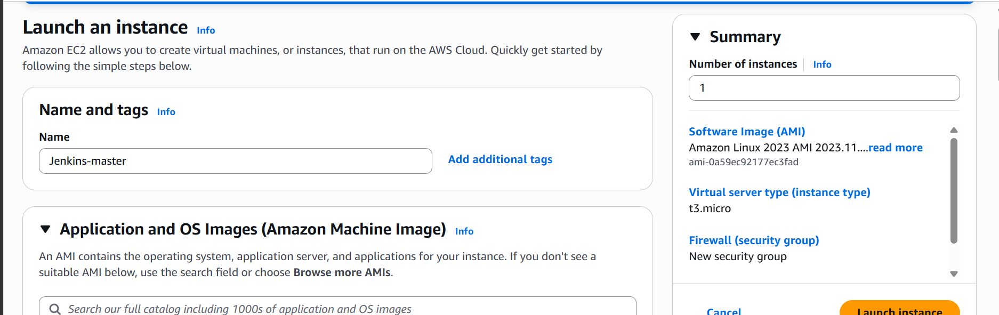 Launch an instance Info
Amazon EC2 allows you to create virtual machines, or instances, that run on the AWS Cloud. Quickly get started by
following the simple steps below.
Name and tags Info
Name
Jenkins-master
Add additional tags
Application and OS Images (Amazon Machine Image) Info
An AMI contains the operating system, application server, and applications for your instance. If you don't see a
suitable AMI below, use the search field or choose Browse more AMIs.
Search our full catalog including 1000s of application and OS images
Summary
Number of instances Info
1
Software Image (AMI)
Amazon Linux 2023 AMI 2023.11....read more
ami-0a59ec92177ec3fad
Virtual server type (instance type)
t3.micro
Firewall (security group)
New security group
Cancel
Launch instance